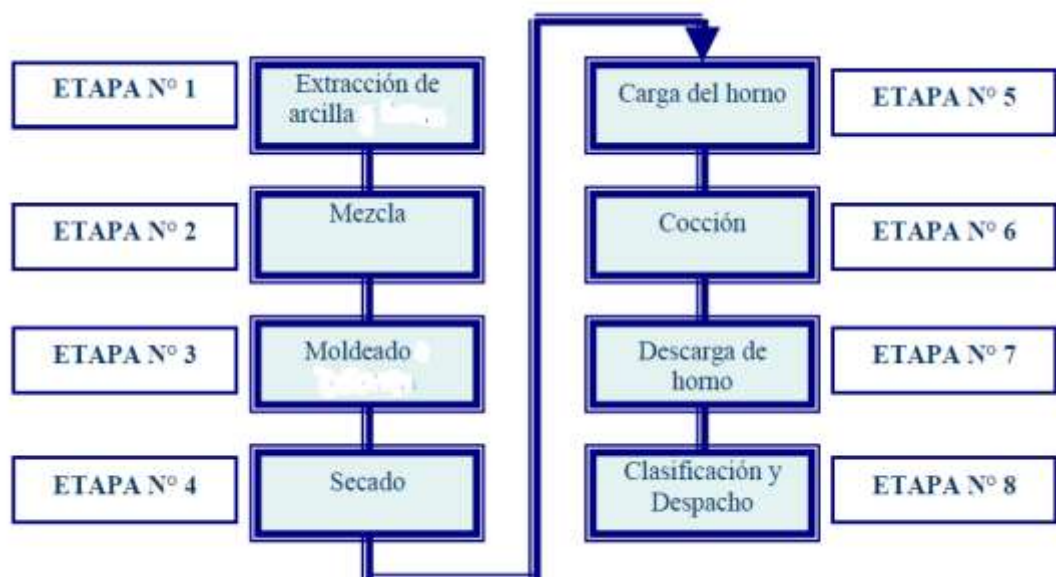 ETAPA N° 1
Extracción de
arcilla
ETAPA N° 2
Mezcla
ETAPA N° 3
Moldeado
ETAPA N° 4
Secado
Carga del horno
ETAPA N° 5
Cocción
ETAPA N° 6
Descarga de
horno
ETAPA N° 7
Clasificación y
Despacho
ETAPA N° 8